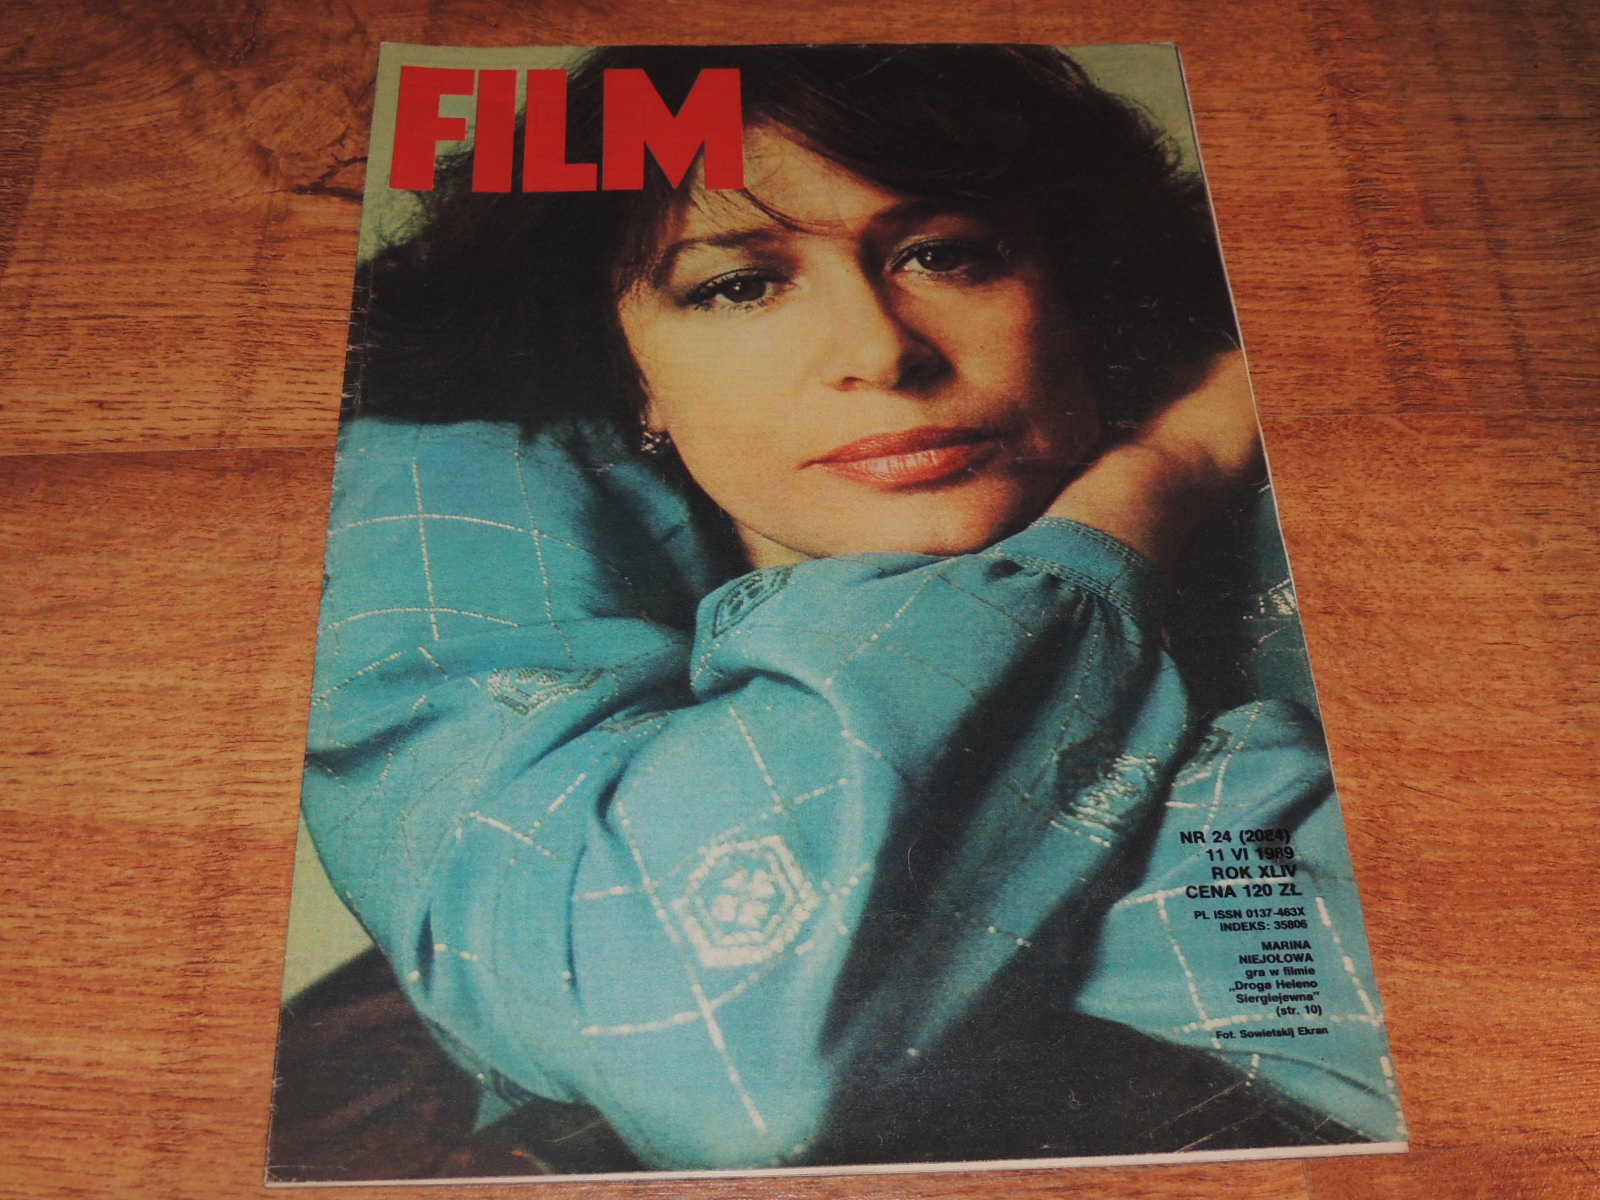 FILM
NR 24 (2084)
11 VI 1989
ROK XLIV
CENA 120 ZŁ
PL ISSN 0137-463X
INDEKS: 35806
MARINA
NIEJOŁOWA
gra w filmie
„Droga Heleno
Siergiejewna”
(str. 10)
Fot. Sowietskij Ekran